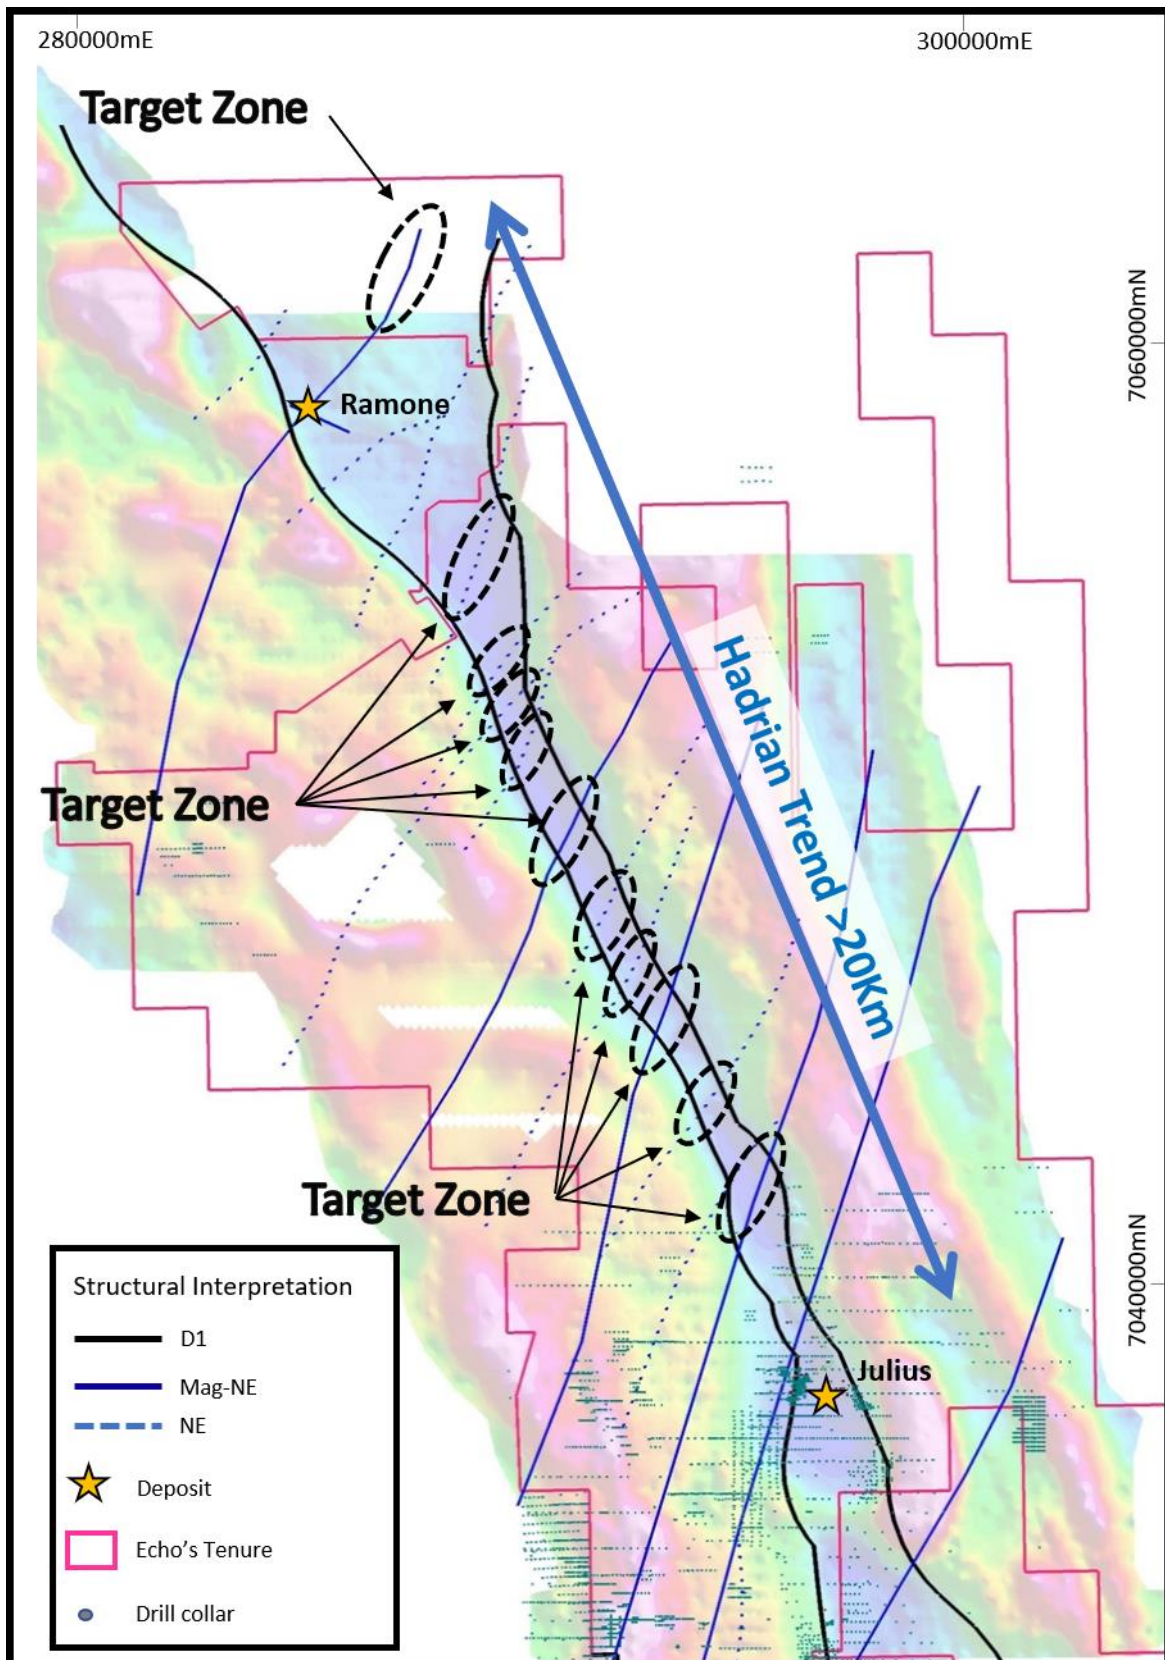 280000mE
300000mE
Target Zone
7060000mN
Ramone
Hadrian Trend >20Km
Target Zone
Target Zone
7040000mN
Julius
Structural Interpretation
D1
Mag-NE
NE
Deposit
Echo's Tenure
Drill collar